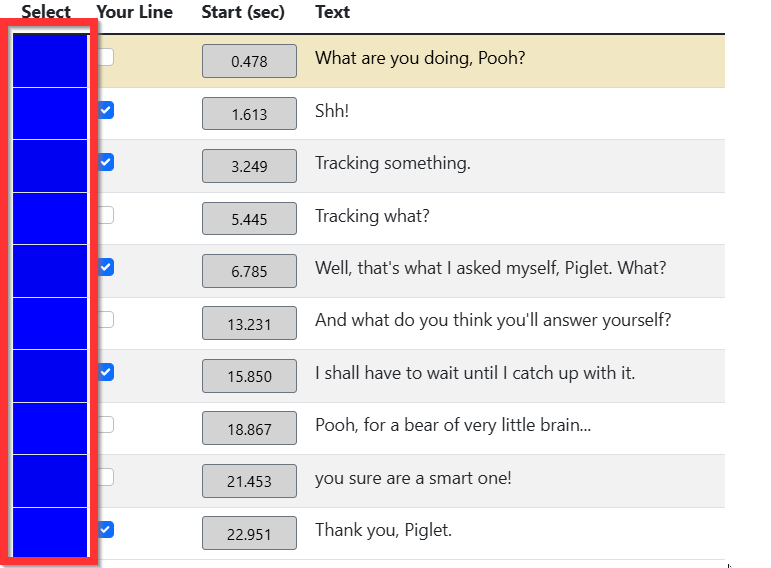 Select Your Line Start (sec) Text
0.478 What are you doing, Pooh?
1.613 Shh!
3.249 Tracking something.
5.445 Tracking what?
6.785 Well, that's what I asked myself, Piglet. What?
13.231 And what do you think you'll answer yourself?
15.850 I shall have to wait until I catch up with it.
18.867 Pooh, for a bear of very little brain...
21.453 you sure are a smart one!
22.951 Thank you, Piglet.